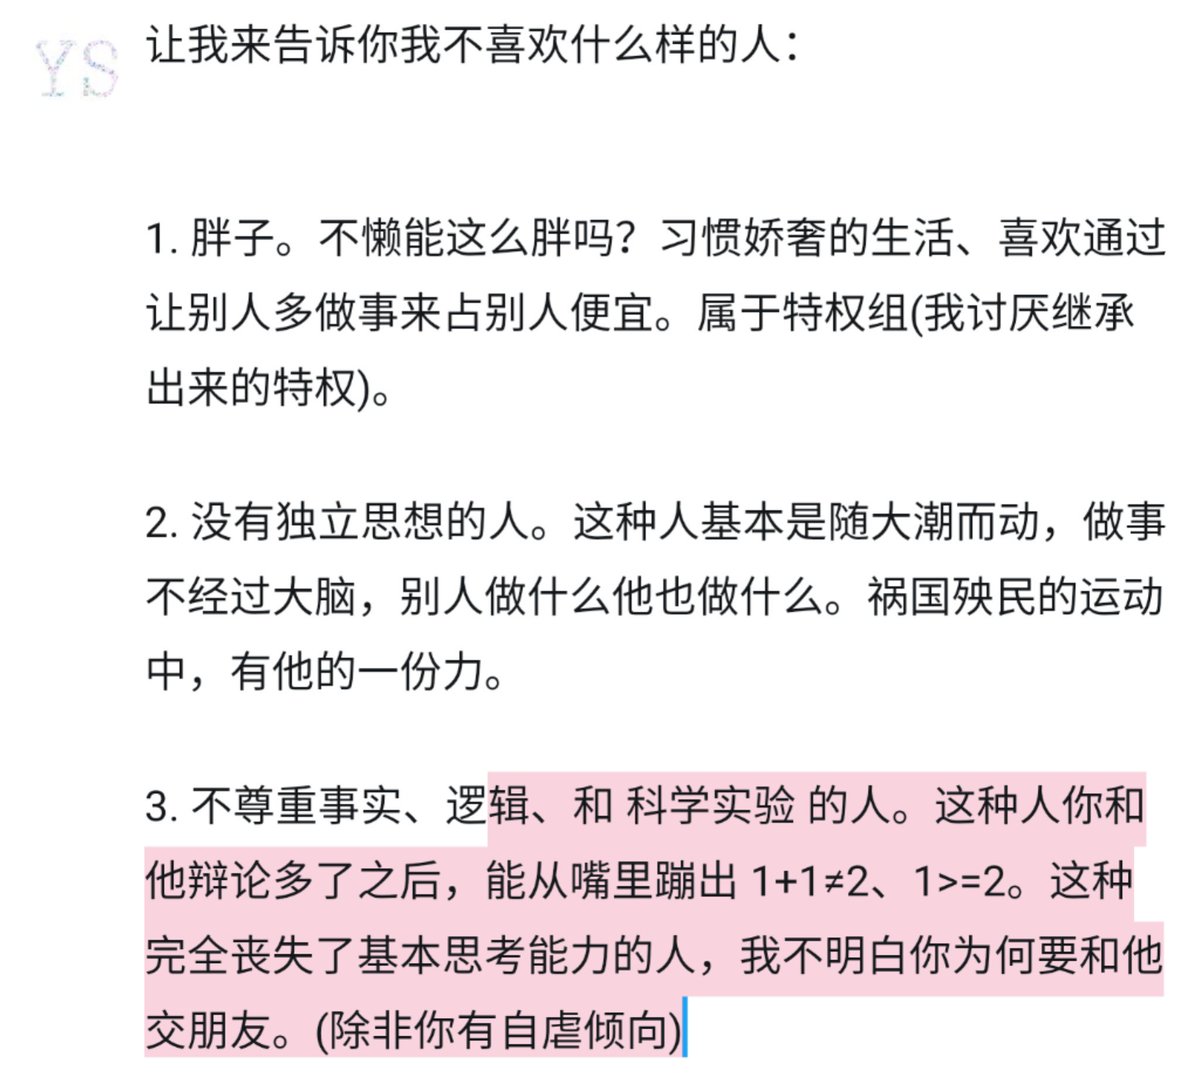 YS
让我来告诉你我不喜欢什么样的人：
1. 胖子。不懒能这么胖吗？习惯娇奢的生活、喜欢通过
让别人多做事来占别人便宜。属于特权组(我讨厌继承
出来的特权)。
2. 没有独立思想的人。这种人基本是随大潮而动，做事
不经过大脑，别人做什么他也做什么。祸国殃民的运动
中，有他的一份力。
3. 不尊重事实、逻辑、和 科学实验 的人。这种人你和
他辩论多了之后，能从嘴里蹦出 1+1≠2、1>=2。这种
完全丧失了基本思考能力的人，我不明白你为何要和他
交朋友。(除非你有自虐倾向)